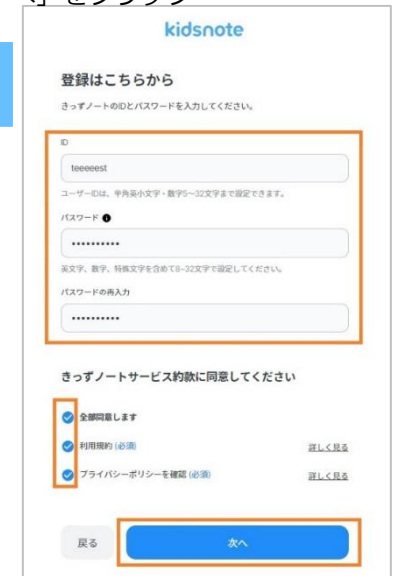 へ」をクリック
kidsnote
登録はこちらから
きっずノートのIDとパスワードを入力してください。
ID
teeeeest
ユーザーIDは、半角英小文字・数字5~32文字まで設定できます。
パスワード
••••••••••
英文字、数字、特殊文字を含めて8~32文字で設定してください。
パスワードの再入力
••••••••••
きっずノートサービス約款に同意してください
全部同意します
利用規約 (必須) 詳しく見る
プライバシーポリシーを確認 (必須) 詳しく見る
戻る 次へ